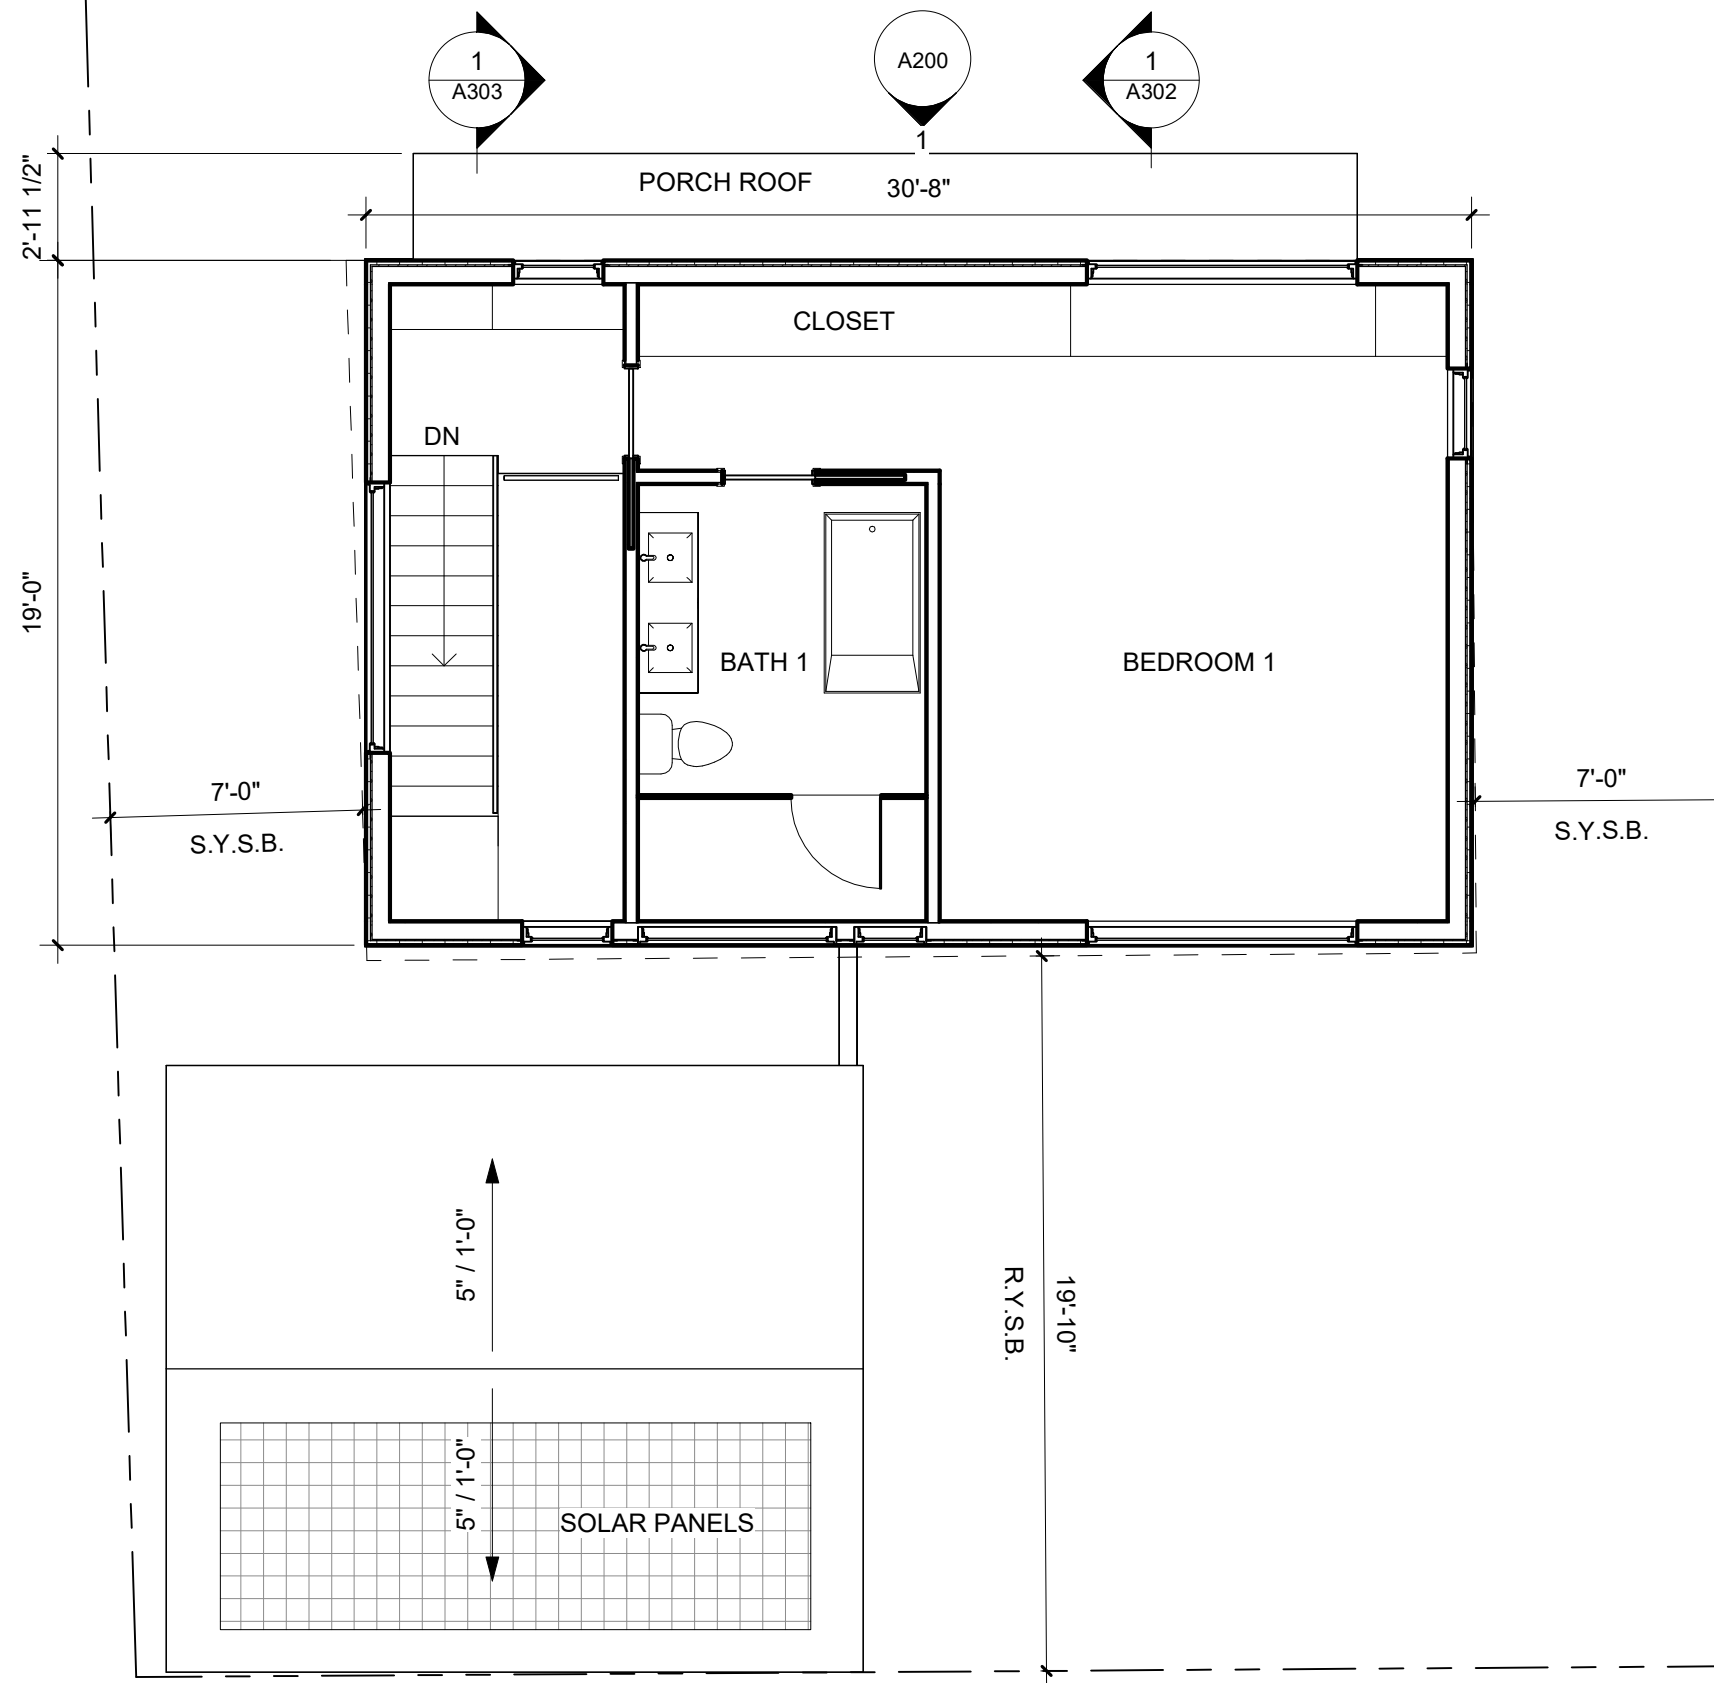 1
A303
A200
1
1
A302
2'-11 1/2"
PORCH ROOF
30'-8"
CLOSET
DN
19'-0"
BATH 1
BEDROOM 1
7'-0"
S.Y.S.B.
7'-0"
S.Y.S.B.
5" / 1'-0"
R.Y.S.B.
19'-10"
5" / 1'-0"
SOLAR PANELS